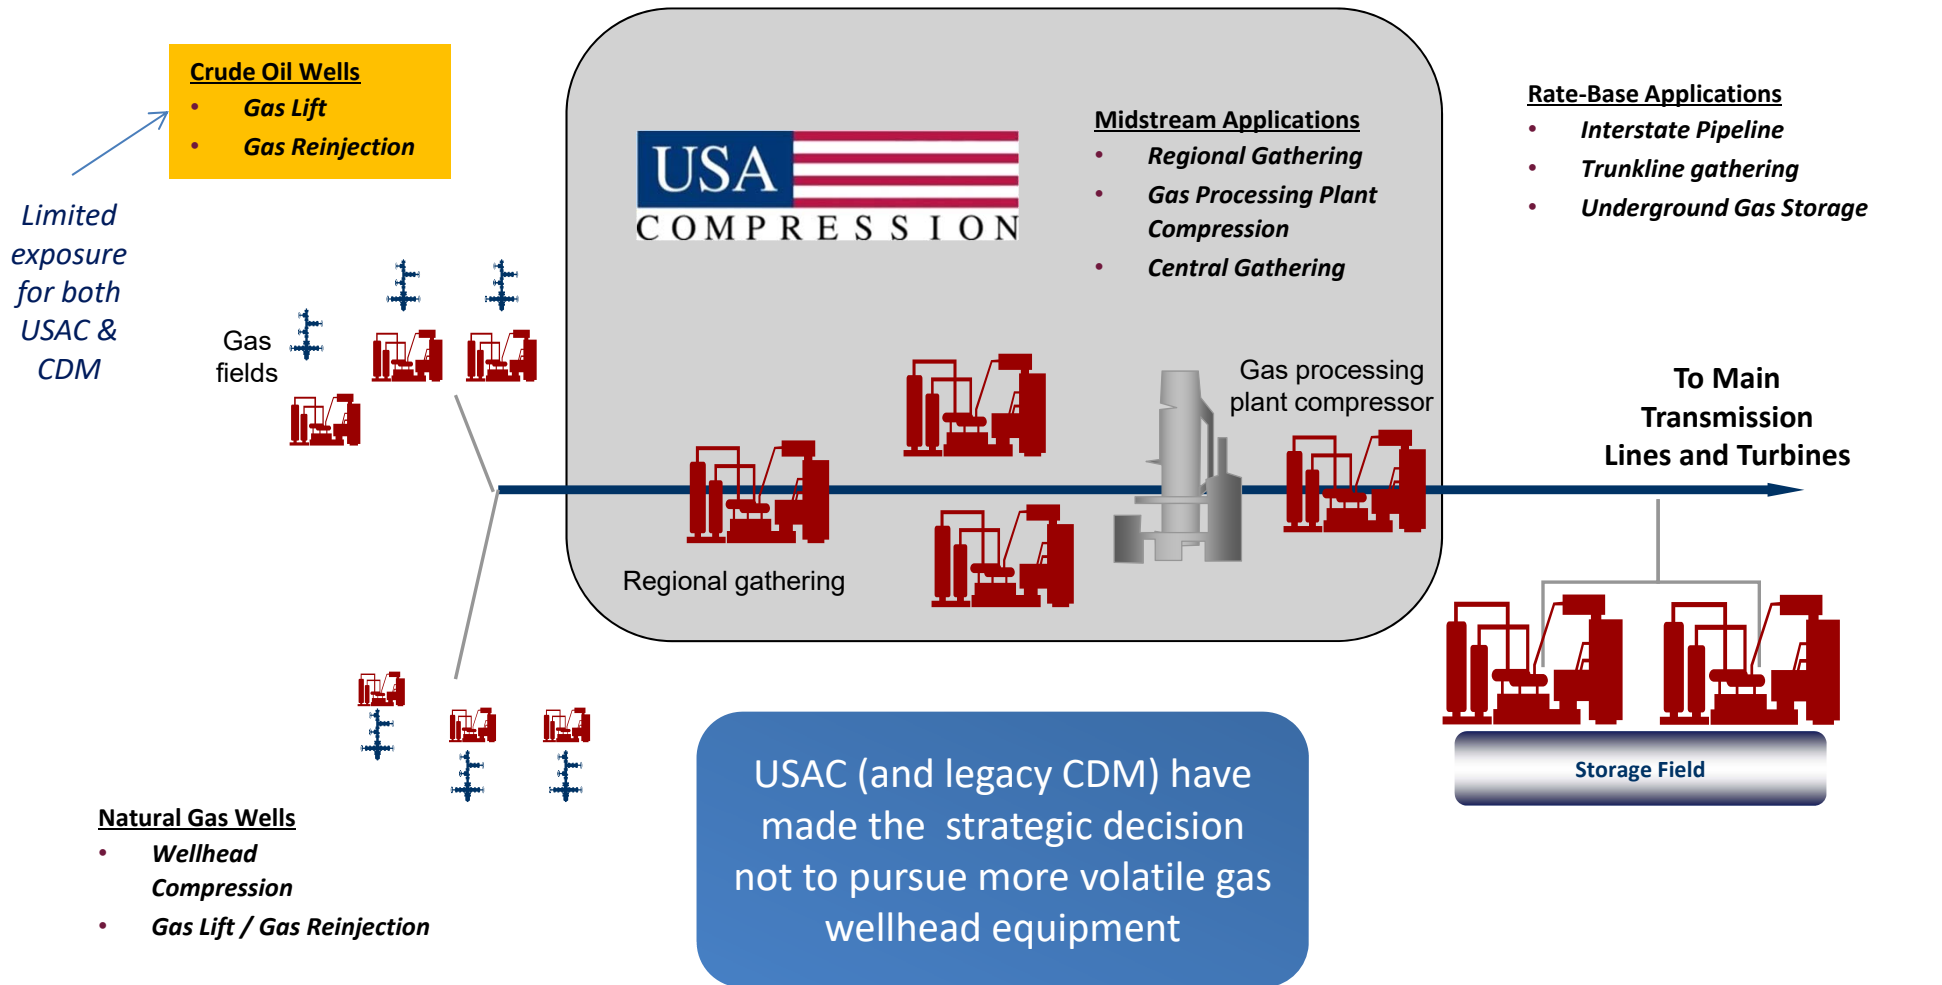 Crude Oil Wells
• Gas Lift
• Gas Reinjection
Limited
exposure
for both
USAC &
CDM
Gas
fields
USA
COMPRESSION
Midstream Applications
• Regional Gathering
• Gas Processing Plant
Compression
• Central Gathering
Rate-Base Applications
• Interstate Pipeline
• Trunkline gathering
• Underground Gas Storage
Gas processing
plant compressor
To Main
Transmission
Lines and Turbines
Regional gathering
Storage Field
Natural Gas Wells
• Wellhead
Compression
• Gas Lift / Gas Reinjection
USAC (and legacy CDM) have
made the  strategic decision
not to pursue more volatile gas
wellhead equipment